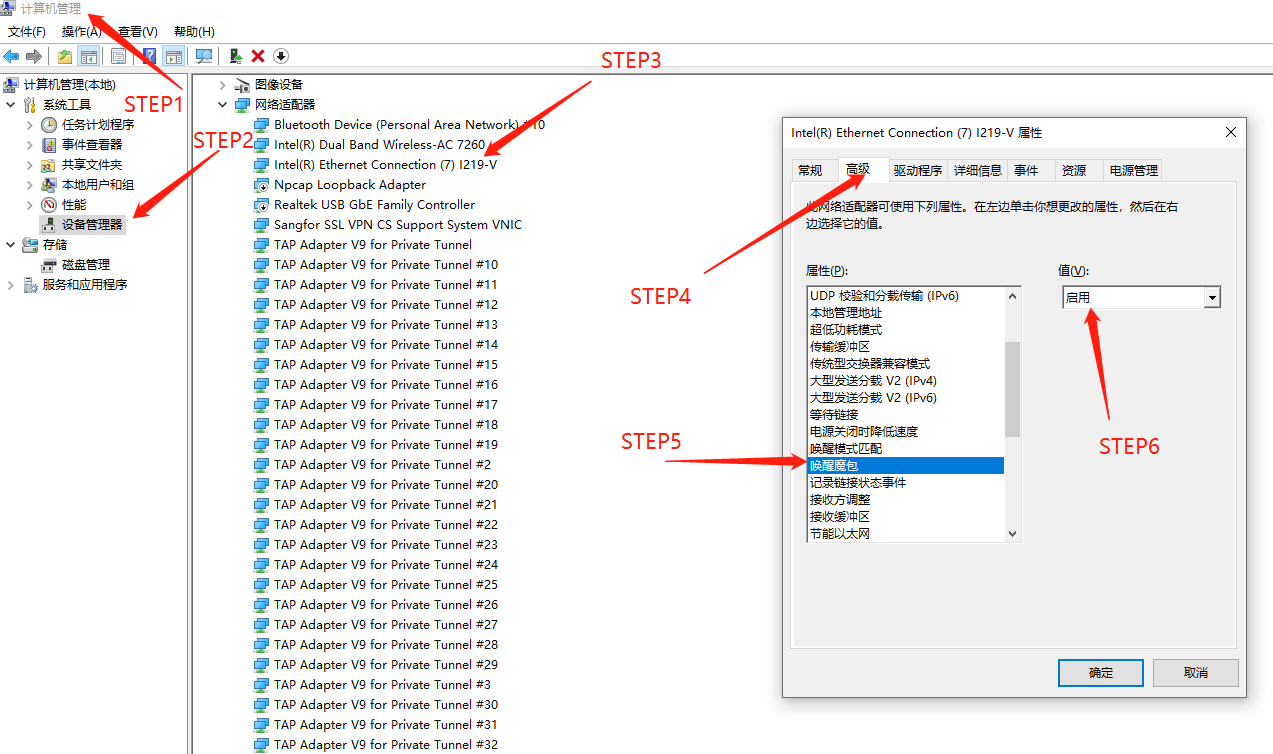 计算机管理
文件(F) 操作(A) 查看(V) 帮助(H)
STEP1
STEP2
STEP3
计算机管理(本地)
系统工具
任务计划程序
事件查看器
共享文件夹
本地用户和组
性能
设备管理器
存储
磁盘管理
服务和应用程序
图像设备
网络适配器
Bluetooth Device (Personal Area Network) #10
Intel(R) Dual Band Wireless-AC 7260
Intel(R) Ethernet Connection (7) I219-V
Npcap Loopback Adapter
Realtek USB GbE Family Controller
Sangfor SSL VPN CS Support System VNIC
TAP Adapter V9 for Private Tunnel
TAP Adapter V9 for Private Tunnel #10
TAP Adapter V9 for Private Tunnel #11
TAP Adapter V9 for Private Tunnel #12
TAP Adapter V9 for Private Tunnel #13
TAP Adapter V9 for Private Tunnel #14
TAP Adapter V9 for Private Tunnel #15
TAP Adapter V9 for Private Tunnel #16
TAP Adapter V9 for Private Tunnel #17
TAP Adapter V9 for Private Tunnel #18
TAP Adapter V9 for Private Tunnel #19
TAP Adapter V9 for Private Tunnel #2
TAP Adapter V9 for Private Tunnel #20
TAP Adapter V9 for Private Tunnel #21
TAP Adapter V9 for Private Tunnel #22
TAP Adapter V9 for Private Tunnel #23
TAP Adapter V9 for Private Tunnel #24
TAP Adapter V9 for Private Tunnel #25
TAP Adapter V9 for Private Tunnel #26
TAP Adapter V9 for Private Tunnel #27
TAP Adapter V9 for Private Tunnel #28
TAP Adapter V9 for Private Tunnel #29
TAP Adapter V9 for Private Tunnel #3
TAP Adapter V9 for Private Tunnel #30
TAP Adapter V9 for Private Tunnel #31
TAP Adapter V9 for Private Tunnel #32
Intel(R) Ethernet Connection (7) I219-V 属性
常规 高级 驱动程序 详细信息 事件 资源 电源管理
此网络适配器可使用下列属性。在左边单击你想更改的属性，然后在右
边选择它的值。
STEP4
属性(P):
值(V):
UDP 校验和分载传输 (IPv6)
启用
本地管理地址
超低功耗模式
传输缓冲区
传统型交换器兼容模式
大型发送分载 V2 (IPv4)
大型发送分载 V2 (IPv6)
等待链接
电源关闭时降低速度
唤醒模式匹配
唤醒魔包
记录链接状态事件
接收方调整
接收缓冲区
节能以太网
STEP5
STEP6
确定 取消